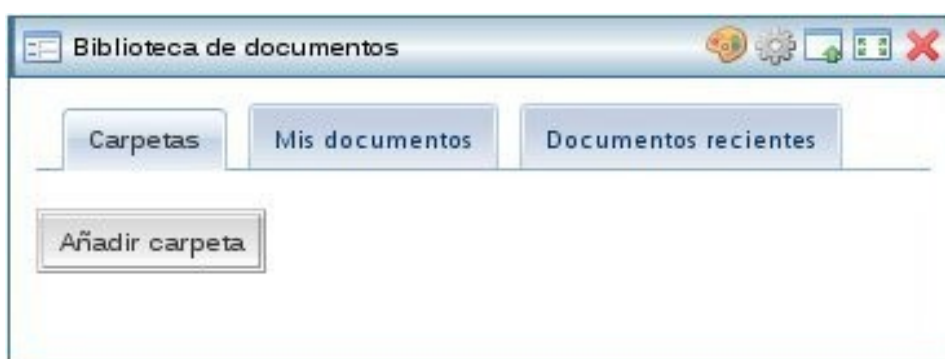 Biblioteca de documentos
Carpetas Mis documentos Documentos recientes
Añadir carpeta